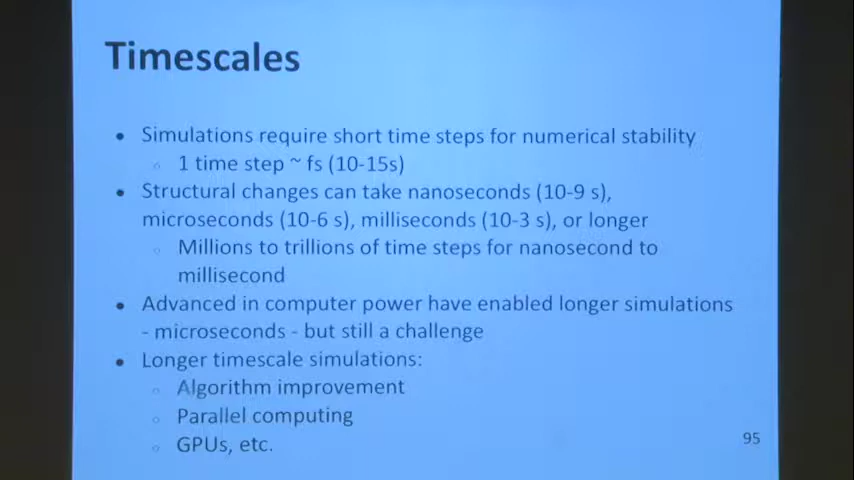 Timescales
• Simulations require short time steps for numerical stability
○ 1 time step ~ fs (10-15s)
• Structural changes can take nanoseconds (10-9 s),
microseconds (10-6 s), milliseconds (10-3 s), or longer
○ Millions to trillions of time steps for nanosecond to
millisecond
• Advanced in computer power have enabled longer simulations
- microseconds - but still a challenge
• Longer timescale simulations:
○ Algorithm improvement
○ Parallel computing
○ GPUs, etc.
95